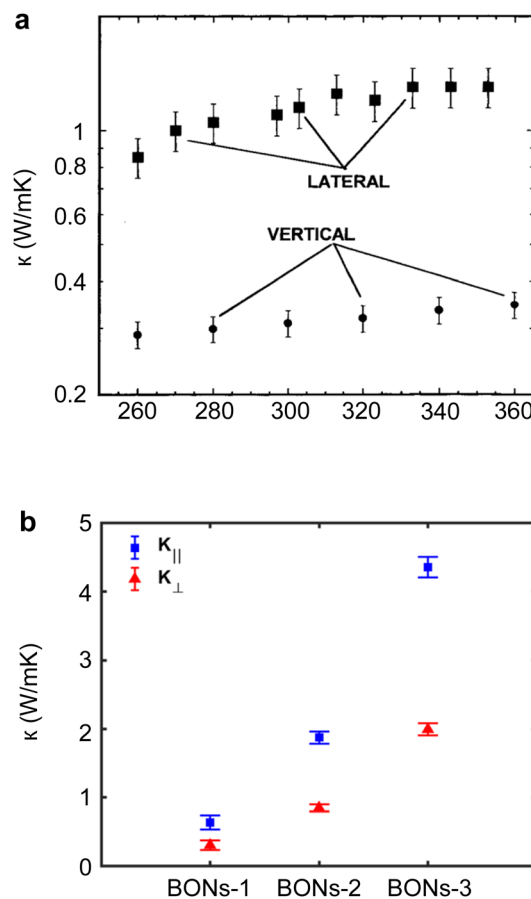 a
1
0.8
0.6
0.4
0.2
κ (W/mK)
LATERAL
VERTICAL
260 280 300 320 340 360
b
5
4
3
2
1
0
κ (W/mK)
K||
K⊥
BONs-1 BONs-2 BONs-3